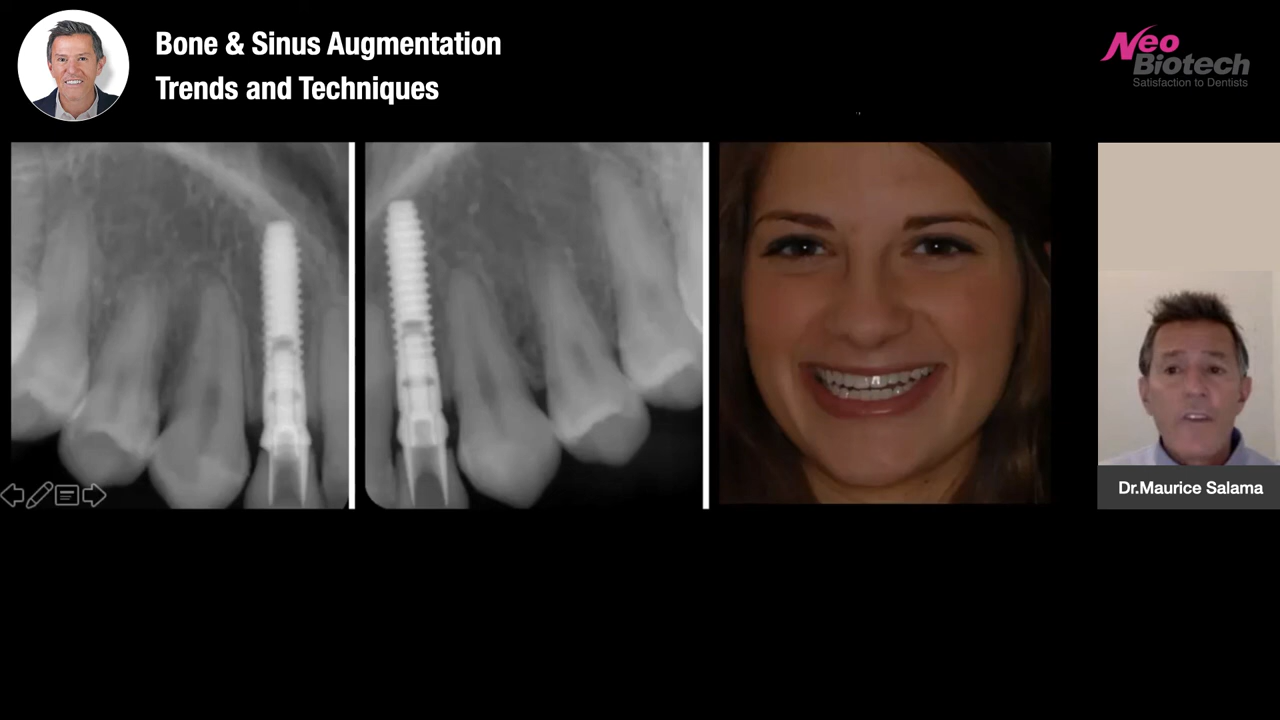 Bone & Sinus Augmentation
Trends and Techniques
Neo
Biotech
Satisfaction to Dentists
Dr.Maurice Salama